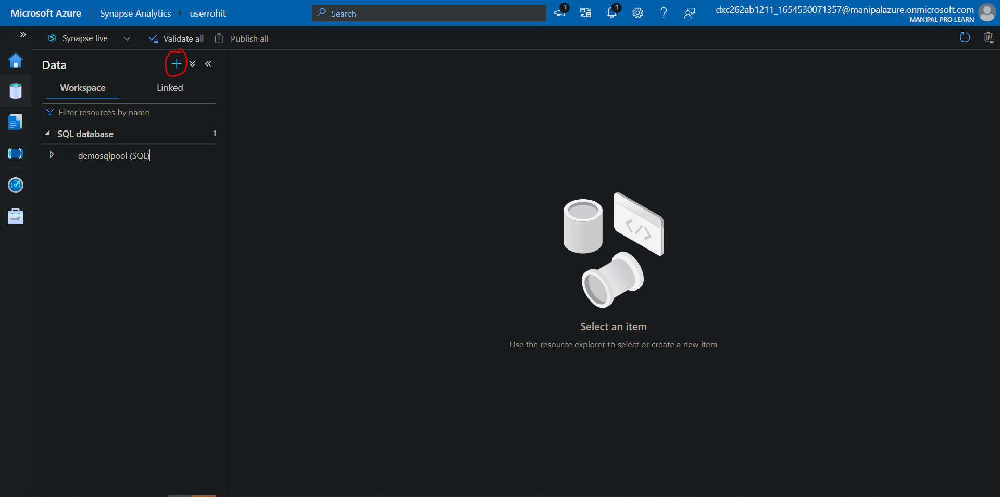 Microsoft Azure Synapse Analytics userrohit Search 1 1 dxc262ab1211_1654530071357@manipalazure.onmicrosoft.com
MANIPAL PRO LEARN
Synapse live Validate all Publish all
Data
Workspace Linked
Filter resources by name
SQL database 1
demosqlpool (SQL)
Select an item
Use the resource explorer to select or create a new item